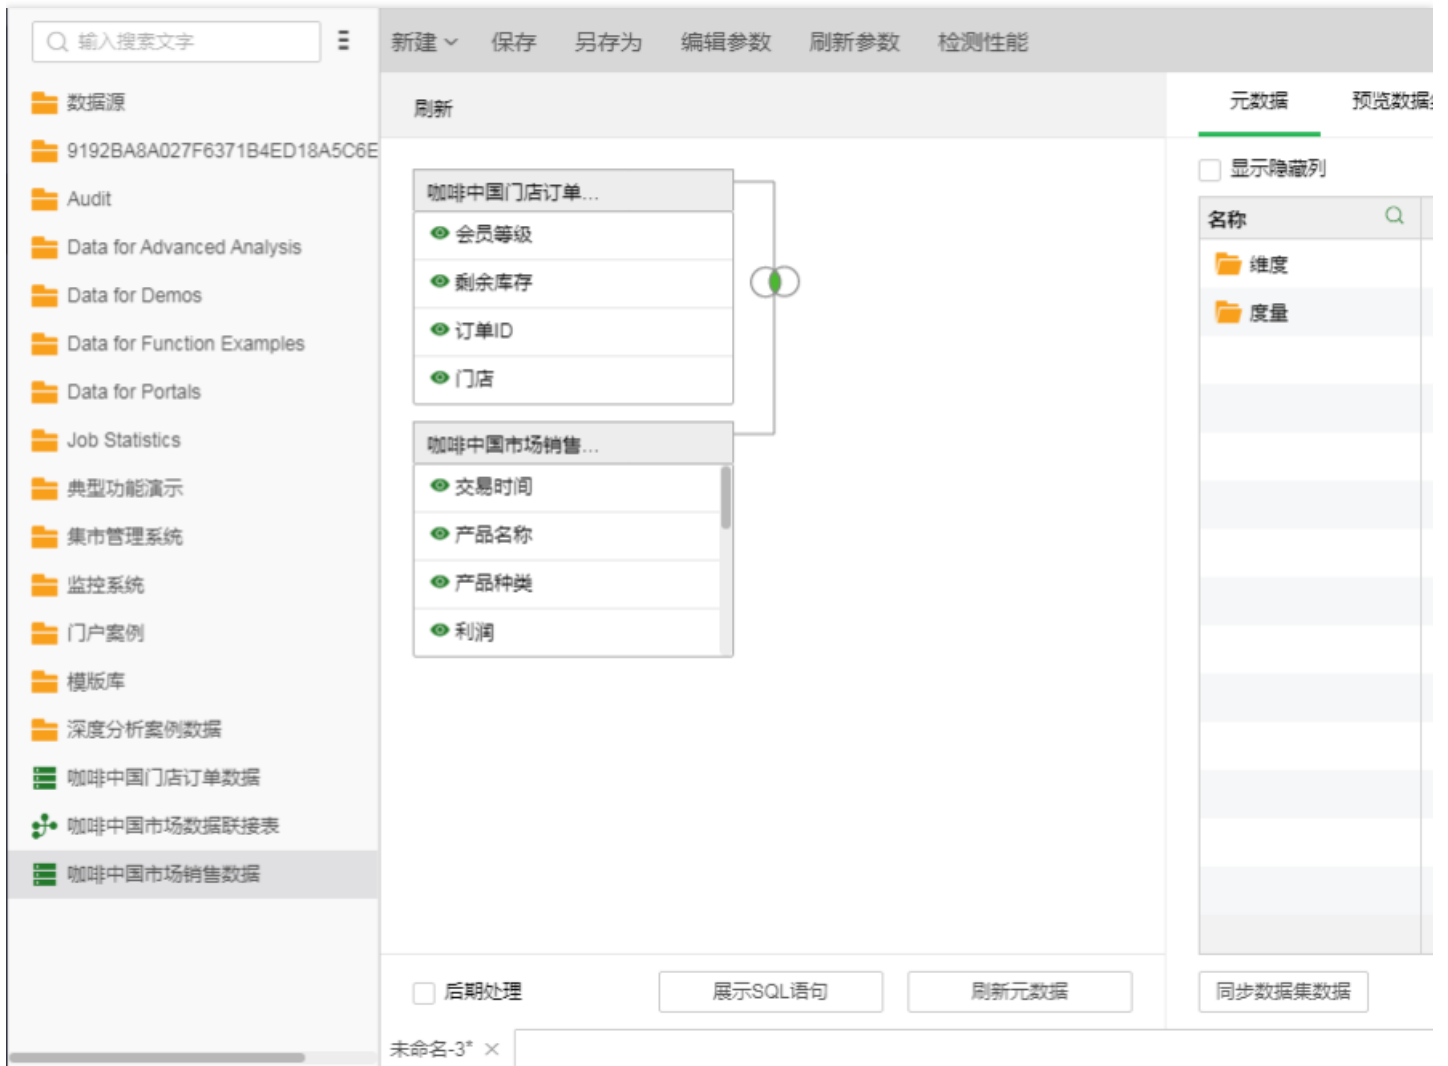 输入搜索文字
新建 保存 另存为 编辑参数 刷新参数 检测性能
数据源
9192BA8A027F6371B4ED18A5C6E
Audit
Data for Advanced Analysis
Data for Demos
Data for Function Examples
Data for Portals
Job Statistics
典型功能演示
集市管理系统
监控系统
门户案例
模版库
深度分析案例数据
咖啡中国门店订单数据
咖啡中国市场数据联接表
咖啡中国市场销售数据
刷新
咖啡中国门店订单...
会员等级
剩余库存
订单ID
门店
咖啡中国市场销售...
交易时间
产品名称
产品种类
利润
后期处理 展示SQL语句 刷新元数据
未命名-3*
元数据 预览数据
显示隐藏列
名称
维度
度量
同步数据集数据